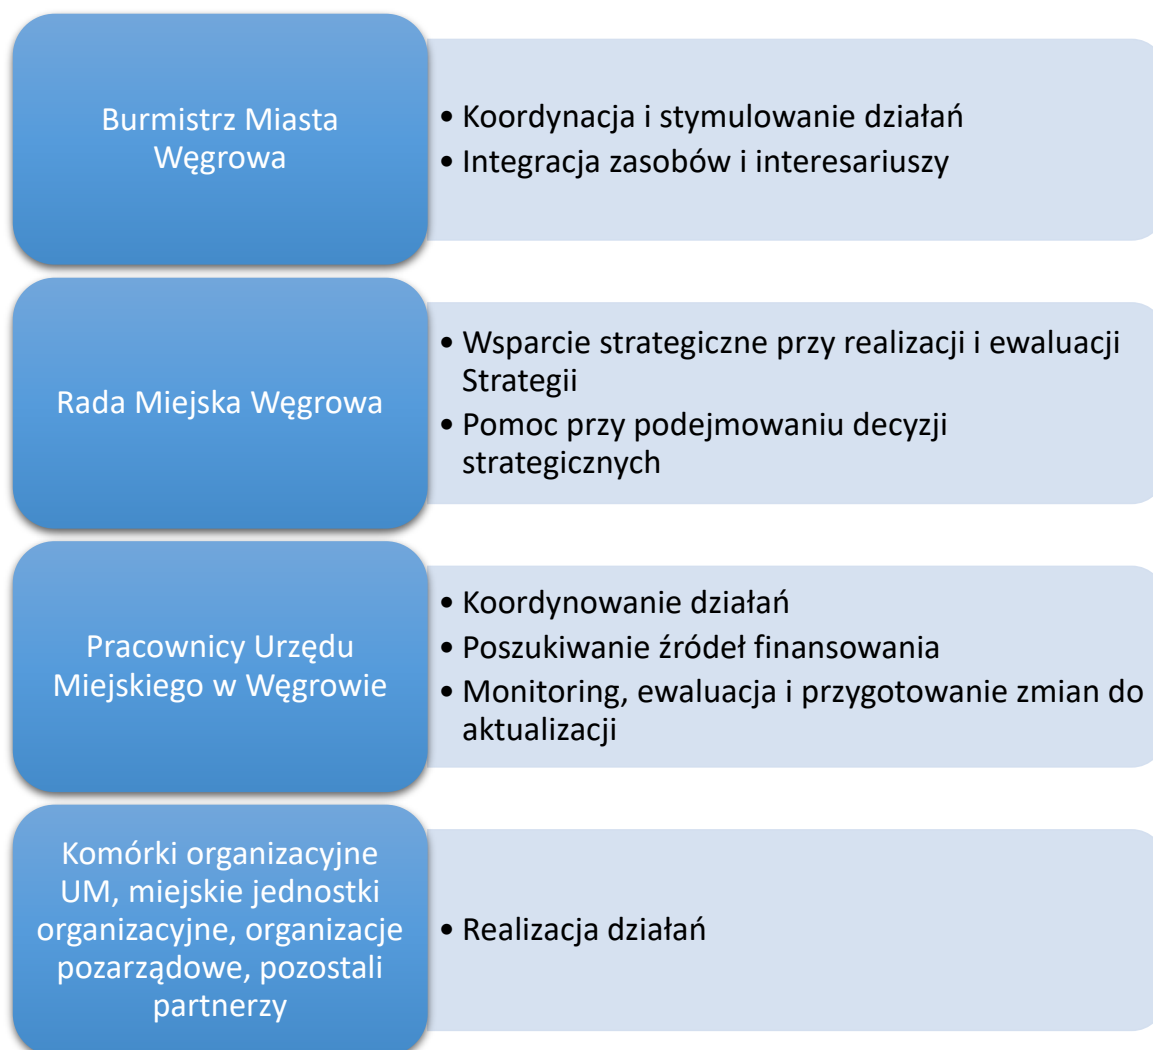 Burmistrz Miasta
Węgrowa
• Koordynacja i stymulowanie działań
• Integracja zasobów i interesariuszy
Rada Miejska Węgrowa
• Wsparcie strategiczne przy realizacji i ewaluacji
Strategii
• Pomoc przy podejmowaniu decyzji
strategicznych
Pracownicy Urzędu
Miejskiego w Węgrowie
• Koordynowanie działań
• Poszukiwanie źródeł finansowania
• Monitoring, ewaluacja i przygotowanie zmian do
aktualizacji
Komórki organizacyjne
UM, miejskie jednostki
organizacyjne, organizacje
pozarządowe, pozostali
partnerzy
• Realizacja działań